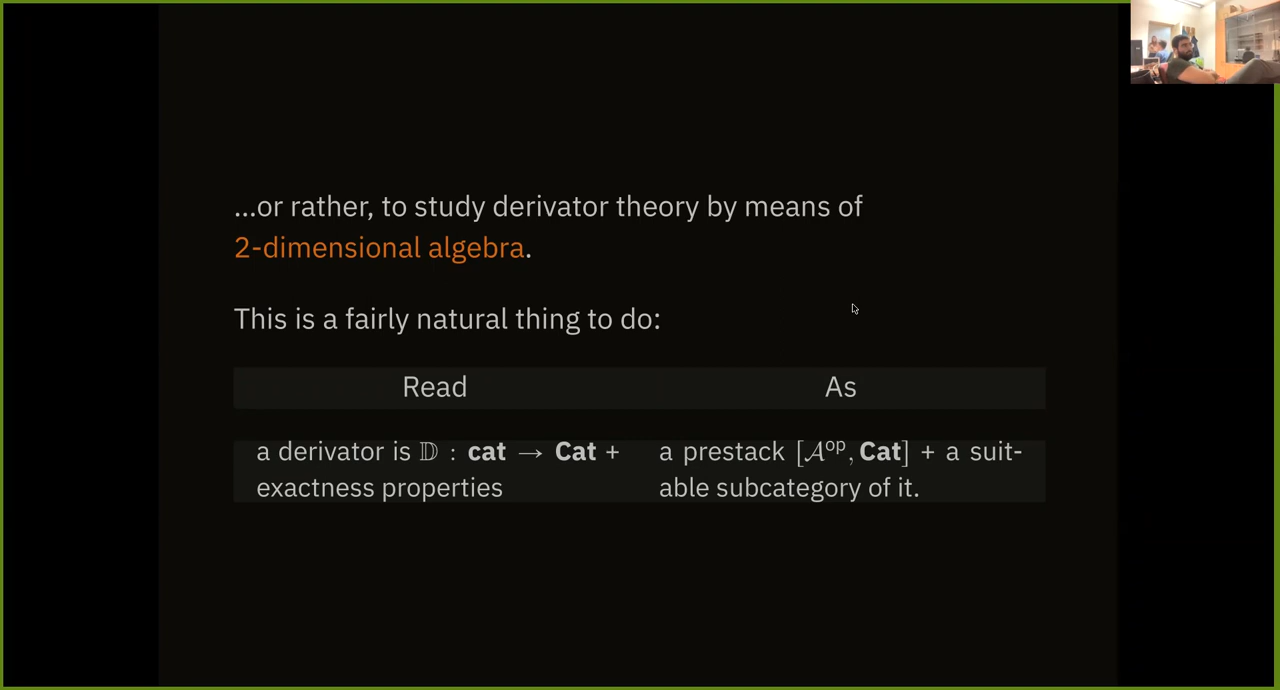 ...or rather, to study derivator theory by means of
2-dimensional algebra.
This is a fairly natural thing to do:
Read As
a derivator is 𝔻 : cat → Cat + a prestack [𝒜ᵒᵖ, Cat] + a suit-
exactness properties able subcategory of it.